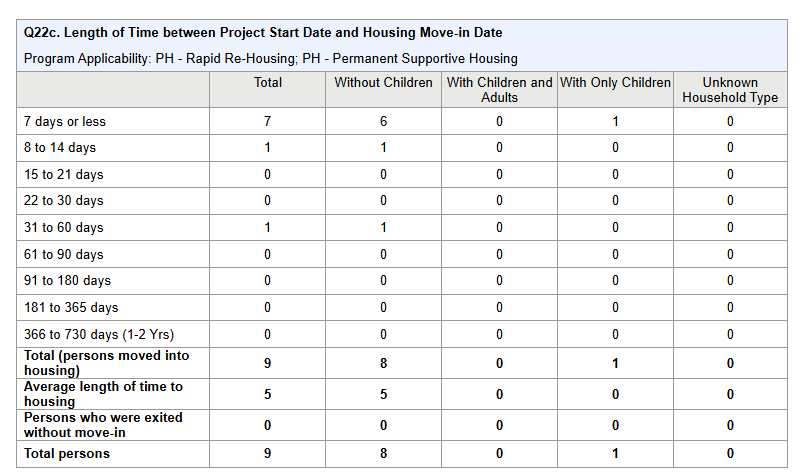 Q22c. Length of Time between Project Start Date and Housing Move-in Date
Program Applicability: PH - Rapid Re-Housing; PH - Permanent Supportive Housing
Total Without Children With Children and Adults With Only Children Unknown Household Type
7 days or less 7 6 0 1 0
8 to 14 days 1 1 0 0 0
15 to 21 days 0 0 0 0 0
22 to 30 days 0 0 0 0 0
31 to 60 days 1 1 0 0 0
61 to 90 days 0 0 0 0 0
91 to 180 days 0 0 0 0 0
181 to 365 days 0 0 0 0 0
366 to 730 days (1-2 Yrs) 0 0 0 0 0
Total (persons moved into housing) 9 8 0 1 0
Average length of time to housing 5 5 0 0 0
Persons who were exited without move-in 0 0 0 0 0
Total persons 9 8 0 1 0